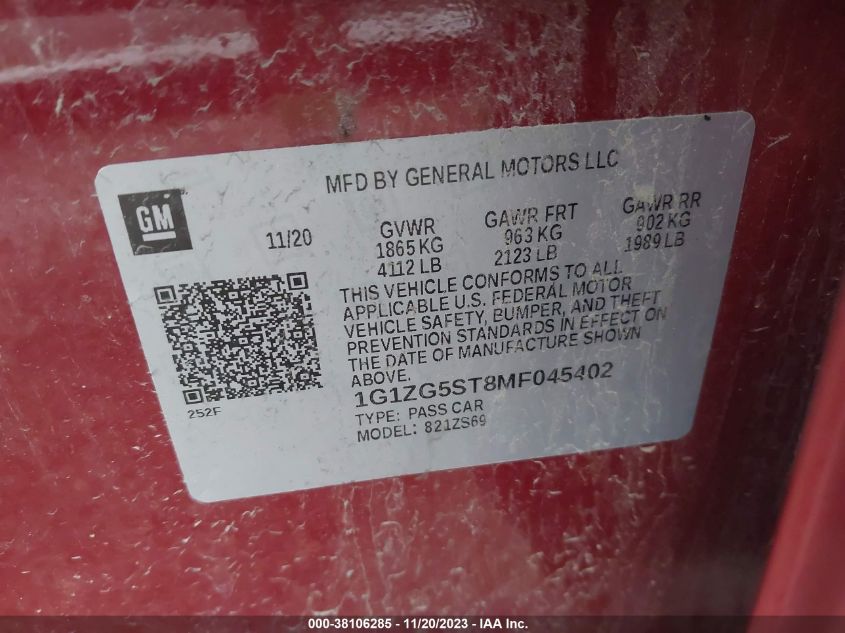 MFD BY GENERAL MOTORS LLC
GM
11/20
GVWR
1865 KG
4112 LB
GAWR FRT
963 KG
2123 LB
GAWR RR
902 KG
1989 LB
THIS VEHICLE CONFORMS TO ALL
APPLICABLE U.S. FEDERAL MOTOR
VEHICLE SAFETY, BUMPER, AND THEFT
PREVENTION STANDARDS IN EFFECT ON
THE DATE OF MANUFACTURE SHOWN
ABOVE.
252F
1G1ZG5ST8MF045402
TYPE: PASS CAR
MODEL: 821ZS69
000-38106285 - 11/20/2023 - IAA Inc.